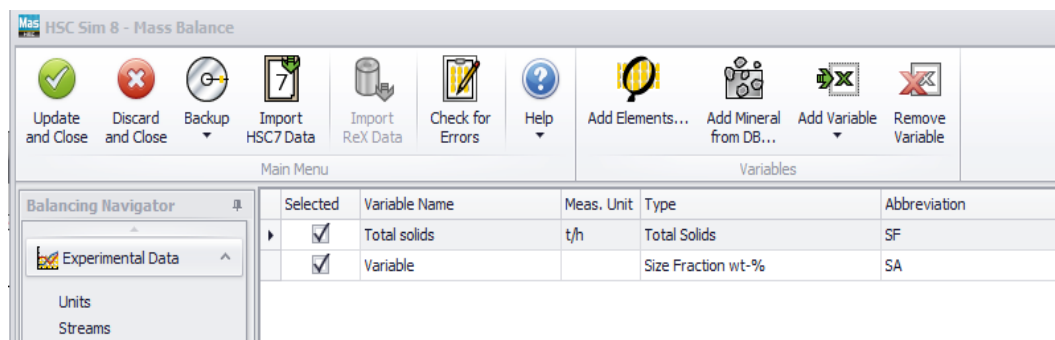 Mas HSC HSC Sim 8 - Mass Balance
7
Update and Close
Discard and Close
Backup
Import HSC7 Data
Import ReX Data
Check for Errors
Help
Add Elements...
Add Mineral from DB...
Add Variable
Remove Variable
Main Menu
Variables
Balancing Navigator
Selected Variable Name Meas. Unit Type Abbreviation
Total solids t/h Total Solids SF
Experimental Data
Variable Size Fraction wt-% SA
Units
Streams